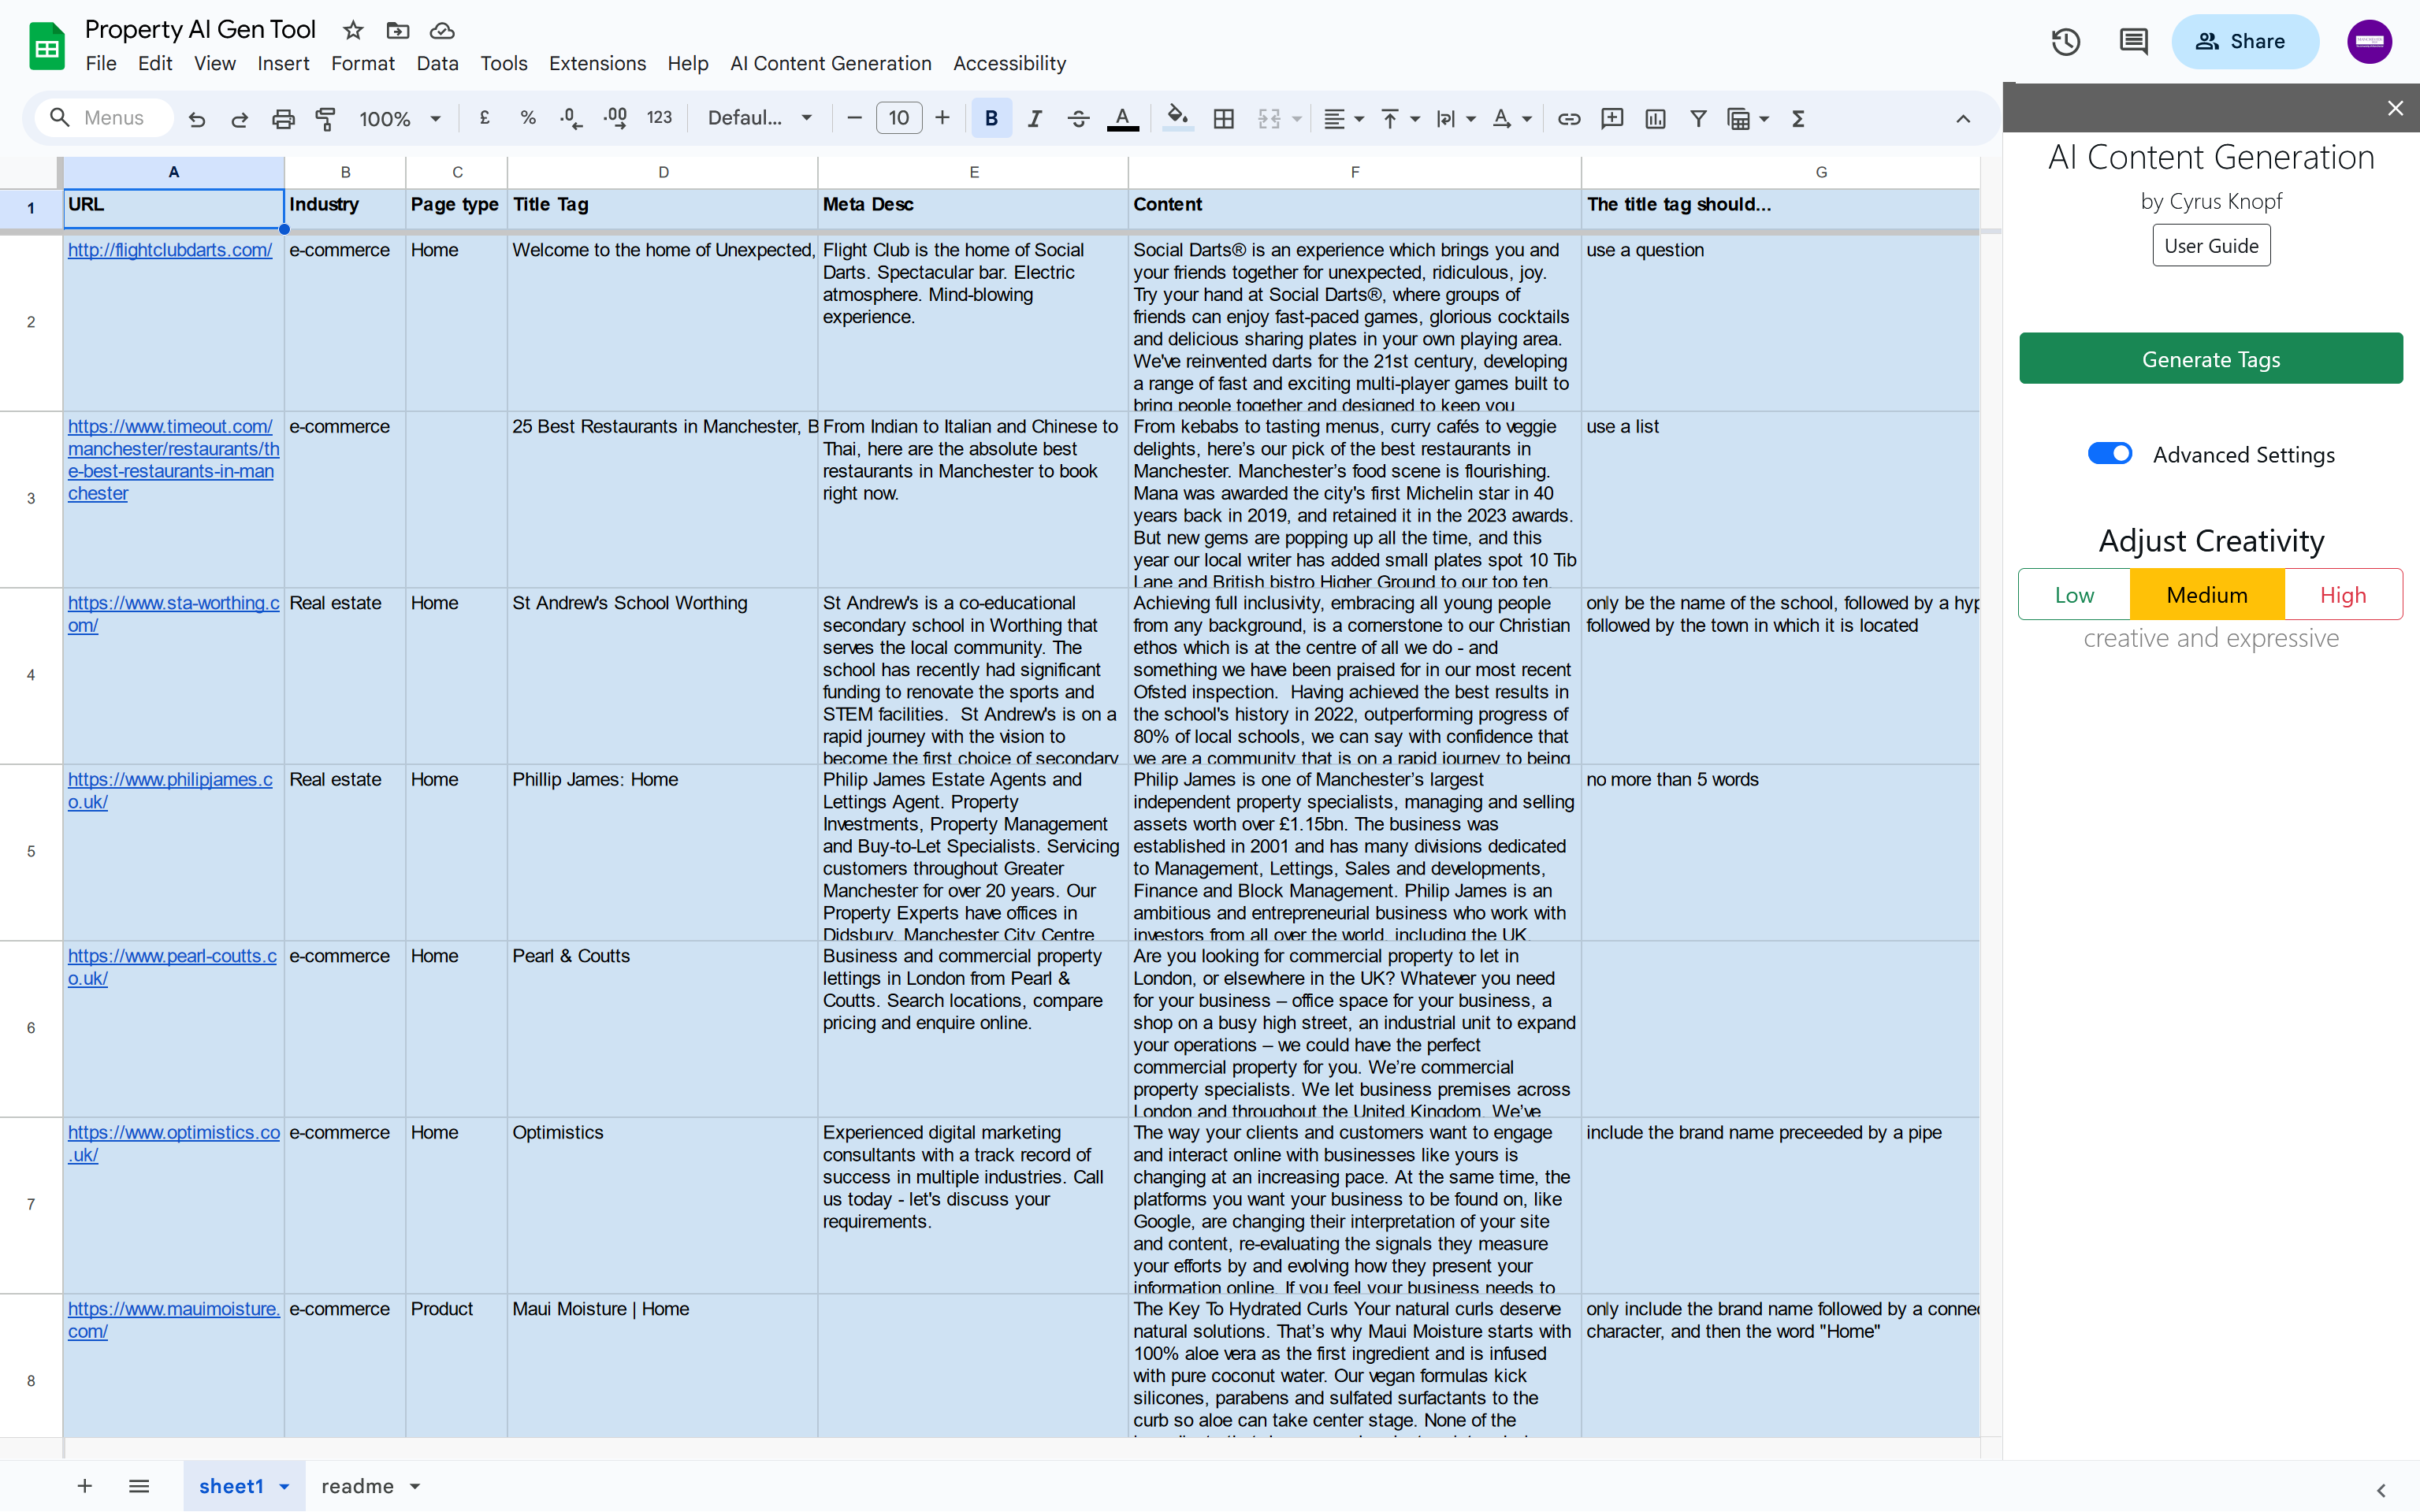 Property AI Gen Tool
File Edit View Insert Format Data Tools Extensions Help AI Content Generation Accessibility
Share
Menus
100%
£ % .0 .00 123
Defaul...
10
B
A
A
Σ
A B C D E F G
1
URL
Industry
Page type
Title Tag
Meta Desc
Content
The title tag should...
2
http://flightclubdarts.com/
e-commerce
Home
Welcome to the home of Unexpected,
Flight Club is the home of Social
Darts. Spectacular bar. Electric
atmosphere. Mind-blowing
experience.
Social Darts® is an experience which brings you and
your friends together for unexpected, ridiculous, joy.
Try your hand at Social Darts®, where groups of
friends can enjoy fast-paced games, glorious cocktails
and delicious sharing plates in your own playing area.
We've reinvented darts for the 21st century, developing
a range of fast and exciting multi-player games built to
bring people together and designed to keep you
use a question
3
https://www.timeout.com/
manchester/restaurants/th
e-best-restaurants-in-man
chester
e-commerce
25 Best Restaurants in Manchester, B
From Indian to Italian and Chinese to
Thai, here are the absolute best
restaurants in Manchester to book
right now.
From kebabs to tasting menus, curry cafés to veggie
delights, here’s our pick of the best restaurants in
Manchester. Manchester’s food scene is flourishing.
Mana was awarded the city's first Michelin star in 40
years back in 2019, and retained it in the 2023 awards.
But new gems are popping up all the time, and this
year our local writer has added small plates spot 10 Tib
Lane and British bistro Higher Ground to our top ten.
use a list
4
https://www.sta-worthing.c
om/
Real estate
Home
St Andrew's School Worthing
St Andrew's is a co-educational
secondary school in Worthing that
serves the local community. The
school has recently had significant
funding to renovate the sports and
STEM facilities.  St Andrew's is on a
rapid journey with the vision to
become the first choice of secondary
Achieving full inclusivity, embracing all young people
from any background, is a cornerstone to our Christian
ethos which is at the centre of all we do - and
something we have been praised for in our most recent
Ofsted inspection.  Having achieved the best results in
the school's history in 2022, outperforming progress of
80% of local schools, we can say with confidence that
we are a community that is on a rapid journey to being
only be the name of the school, followed by a hyp
followed by the town in which it is located
5
https://www.philipjames.c
o.uk/
Real estate
Home
Phillip James: Home
Philip James Estate Agents and
Lettings Agent. Property
Investments, Property Management
and Buy-to-Let Specialists. Servicing
customers throughout Greater
Manchester for over 20 years. Our
Property Experts have offices in
Didsbury, Manchester City Centre
Philip James is one of Manchester’s largest
independent property specialists, managing and selling
assets worth over £1.15bn. The business was
established in 2001 and has many divisions dedicated
to Management, Lettings, Sales and developments,
Finance and Block Management. Philip James is an
ambitious and entrepreneurial business who work with
investors from all over the world, including the UK,
no more than 5 words
6
https://www.pearl-coutts.c
o.uk/
e-commerce
Home
Pearl & Coutts
Business and commercial property
lettings in London from Pearl &
Coutts. Search locations, compare
pricing and enquire online.
Are you looking for commercial property to let in
London, or elsewhere in the UK? Whatever you need
for your business – office space for your business, a
shop on a busy high street, an industrial unit to expand
your operations – we could have the perfect
commercial property for you. We’re commercial
property specialists. We let business premises across
London and throughout the United Kingdom. We’ve
7
https://www.optimistics.co
.uk/
e-commerce
Home
Optimistics
Experienced digital marketing
consultants with a track record of
success in multiple industries. Call
us today - let's discuss your
requirements.
The way your clients and customers want to engage
and interact online with businesses like yours is
changing at an increasing pace. At the same time, the
platforms you want your business to be found on, like
Google, are changing their interpretation of your site
and content, re-evaluating the signals they measure
your efforts by and evolving how they present your
information online. If you feel your business needs to
include the brand name preceeded by a pipe
8
https://www.mauimoisture.
com/
e-commerce
Product
Maui Moisture | Home
The Key To Hydrated Curls Your natural curls deserve
natural solutions. That’s why Maui Moisture starts with
100% aloe vera as the first ingredient and is infused
with pure coconut water. Our vegan formulas kick
silicones, parabens and sulfated surfactants to the
curb so aloe can take center stage. None of the
only include the brand name followed by a connec
character, and then the word "Home"
AI Content Generation
by Cyrus Knopf
User Guide
Generate Tags
Advanced Settings
Adjust Creativity
Low Medium High
creative and expressive
sheet1
readme